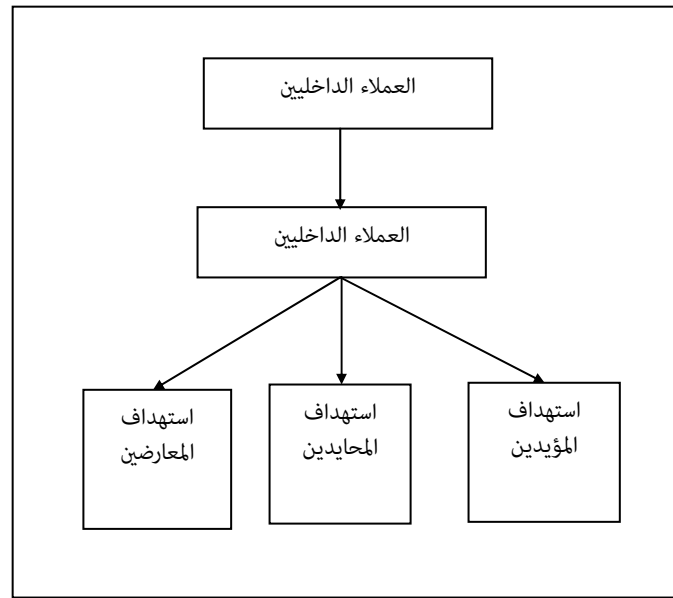 العملاء الداخليين
العملاء الداخليين
استهداف
المؤيدين
استهداف
المحايدين
استهداف
المعارضين